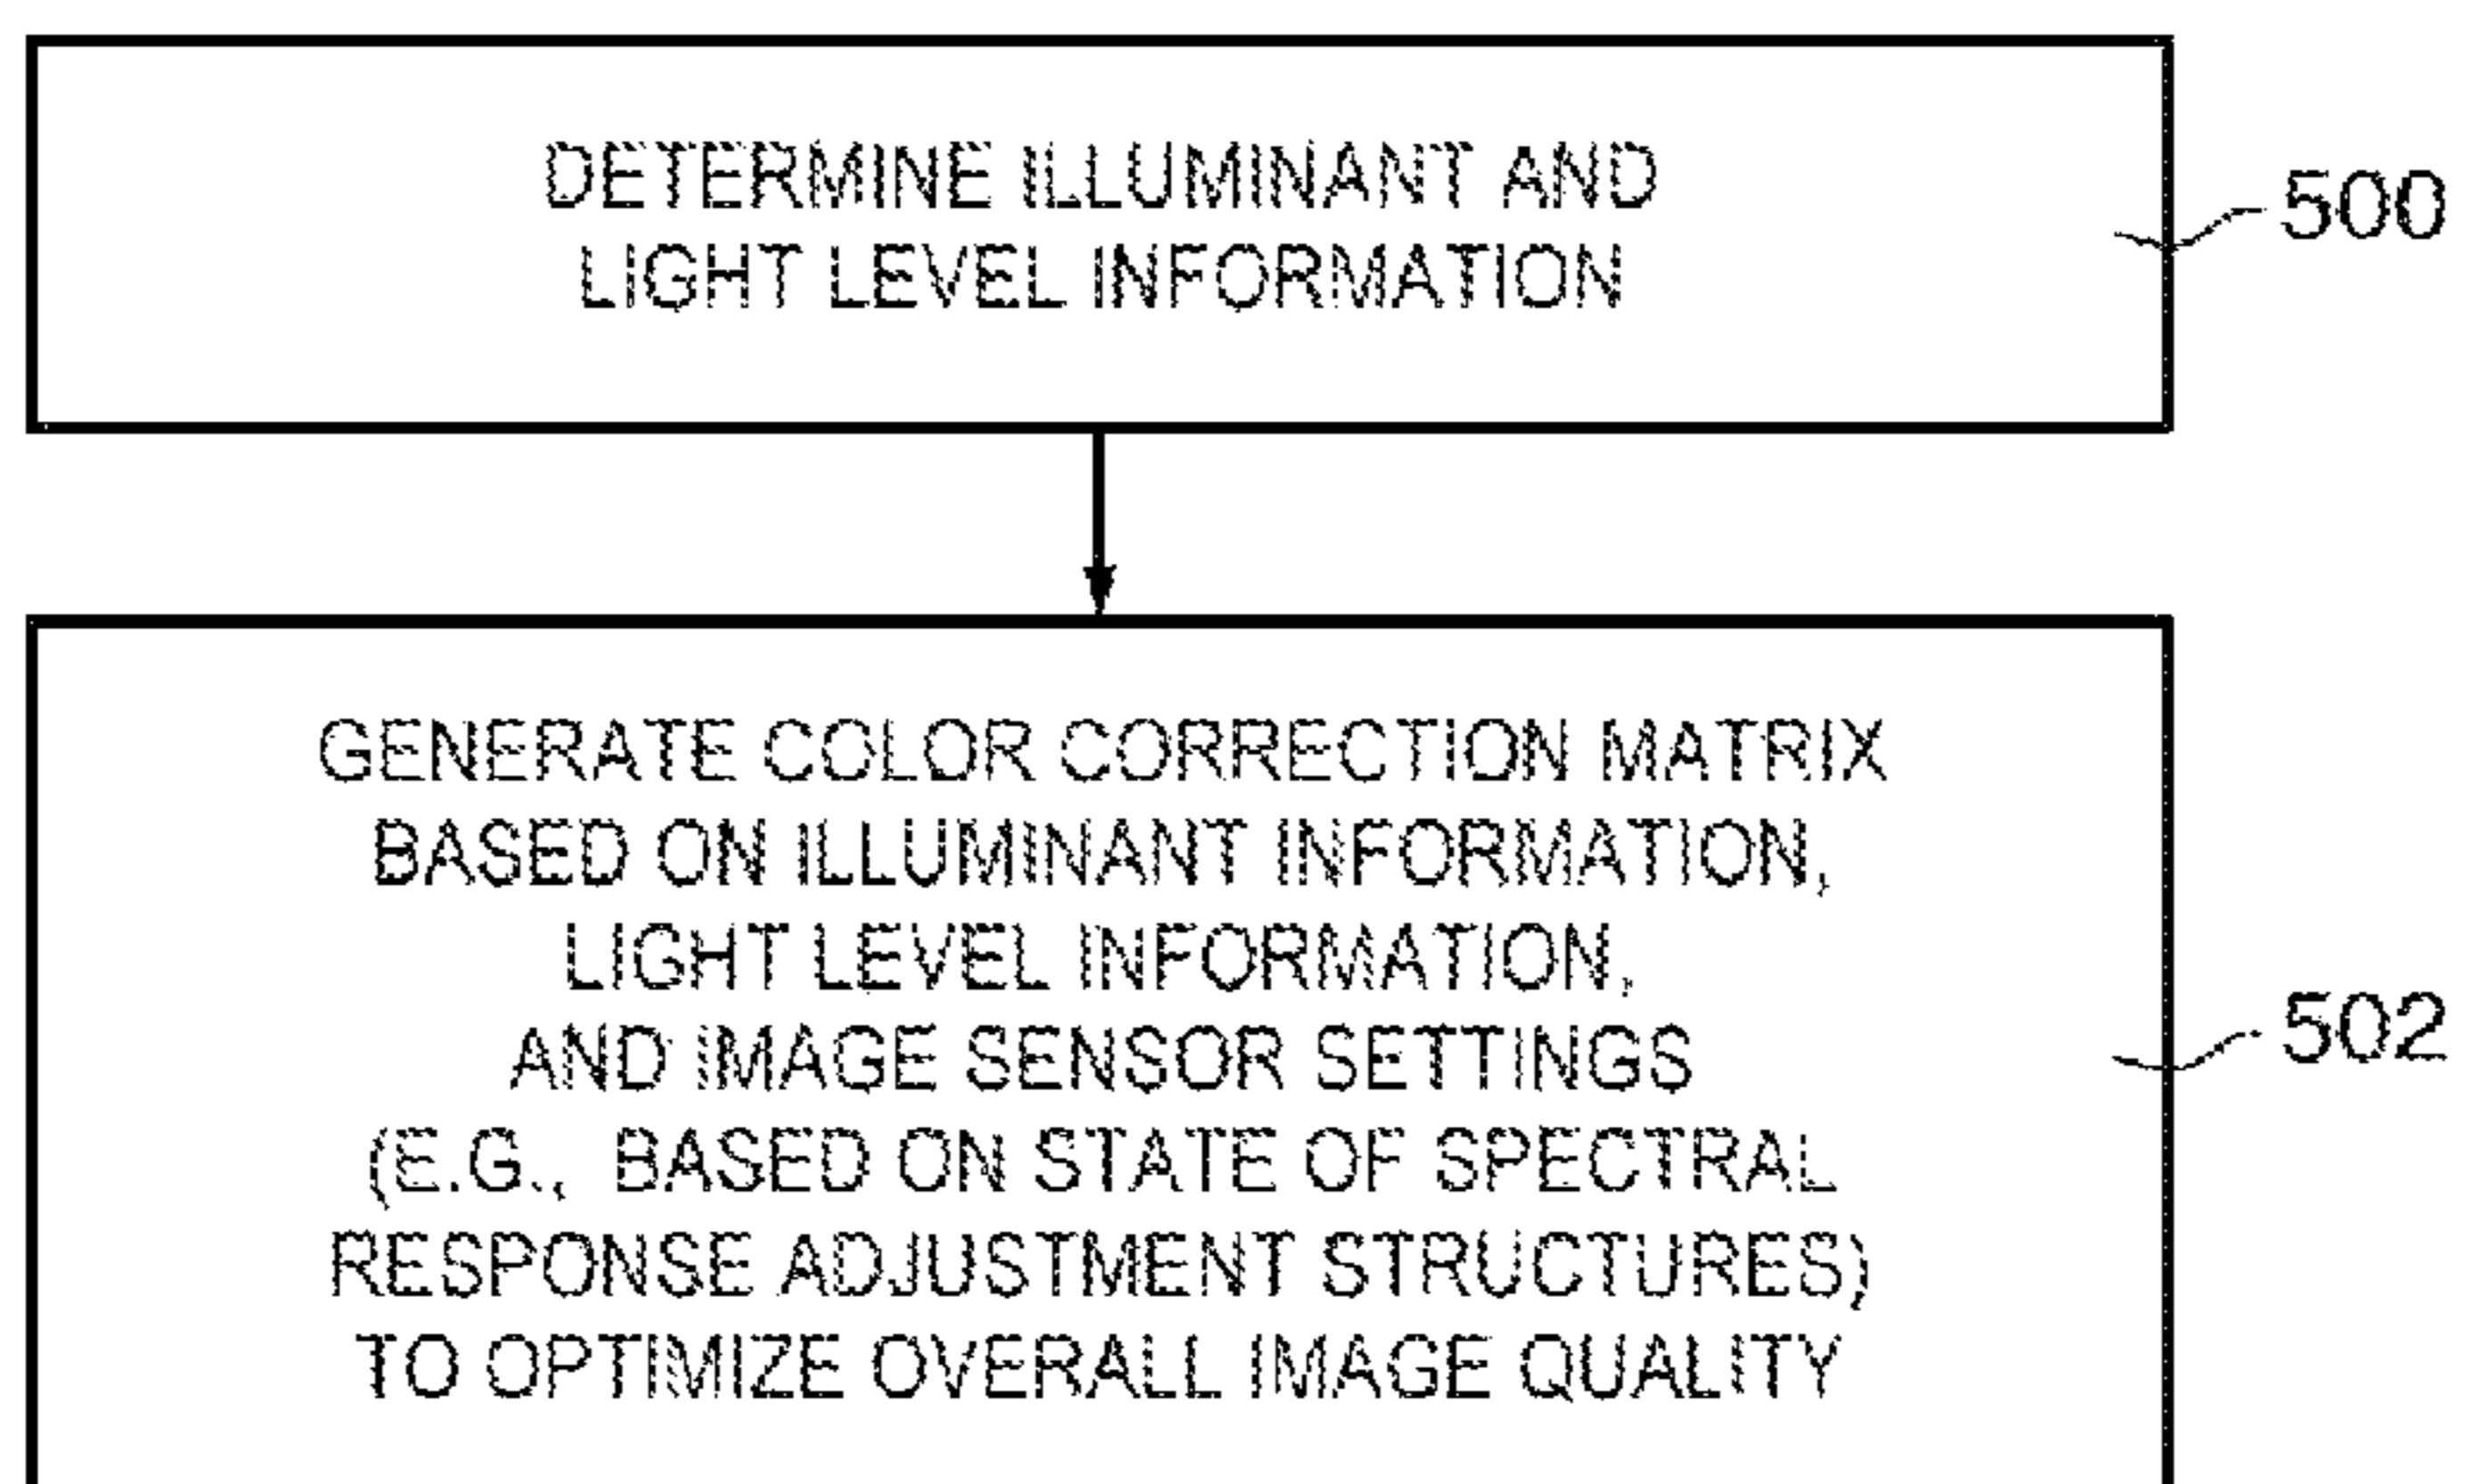 DETERMINE ILLUMINANT AND
LIGHT LEVEL INFORMATION
500
GENERATE COLOR CORRECTION MATRIX
BASED ON ILLUMINANT INFORMATION,
LIGHT LEVEL INFORMATION,
AND IMAGE SENSOR SETTINGS
(E.G., BASED ON STATE OF SPECTRAL
RESPONSE ADJUSTMENT STRUCTURES)
TO OPTIMIZE OVERALL IMAGE QUALITY
502